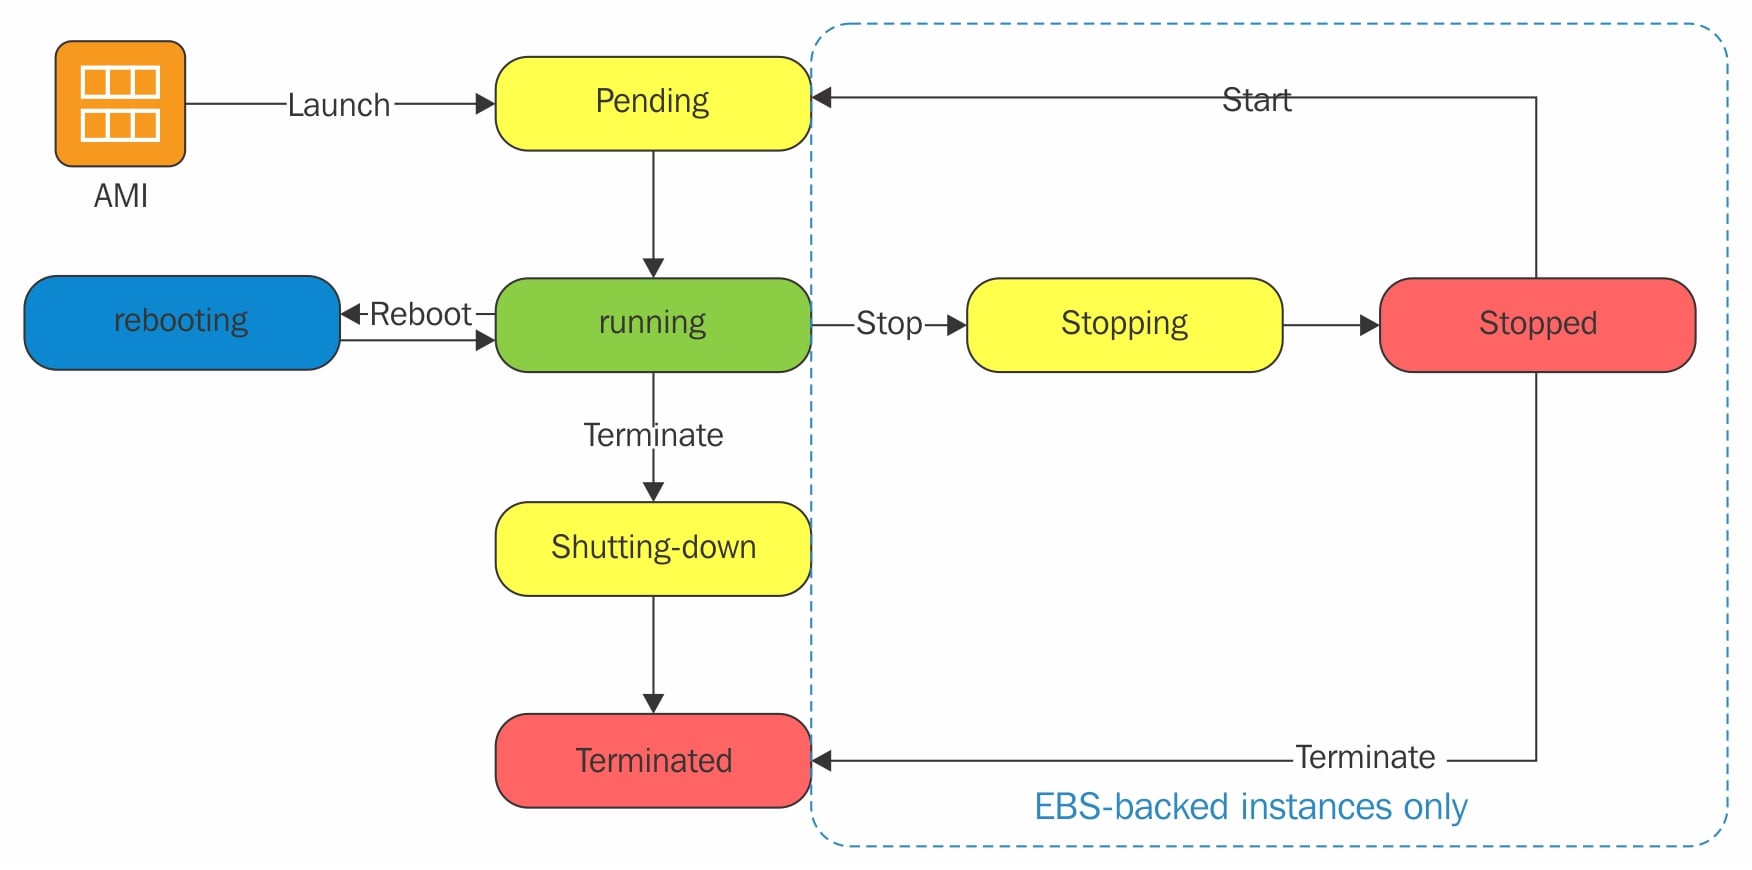 Launch
Pending
Start
AMI
rebooting
Reboot
running
Stop
Stopping
Stopped
Terminate
Shutting-down
Terminated
Terminate
EBS-backed instances only